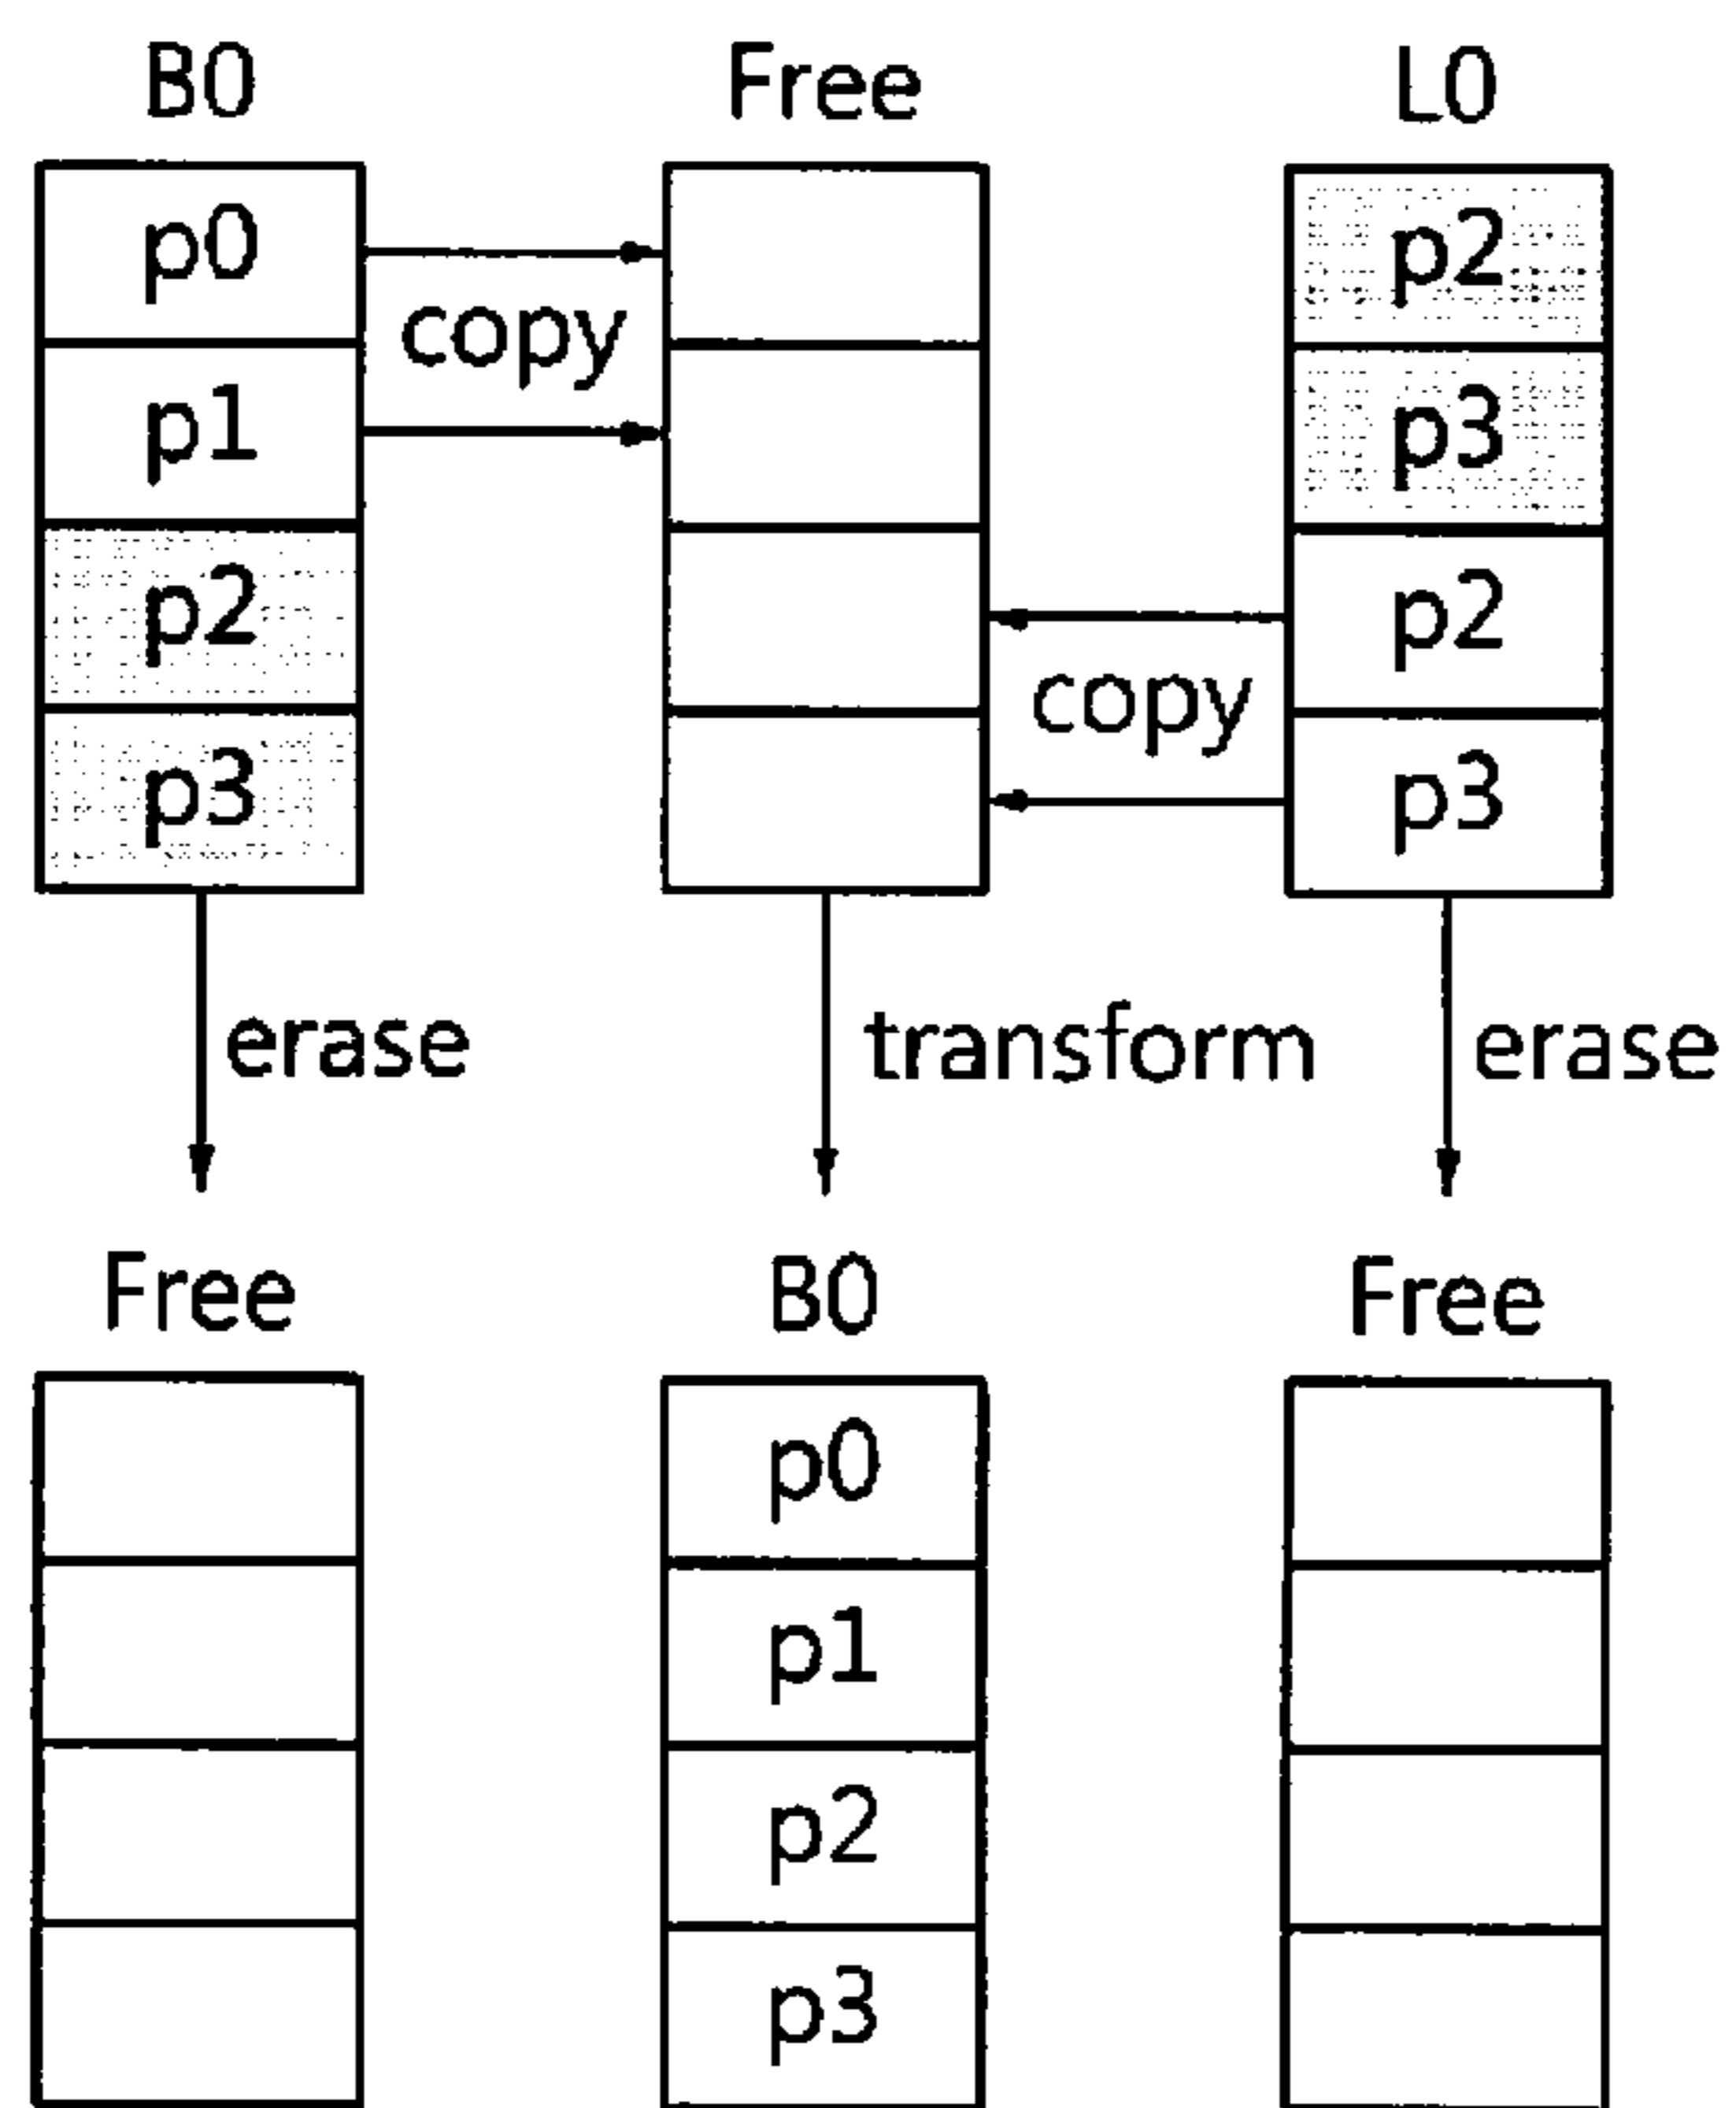 B0 Free L0
p0 p2
copy
p1 p3
p2 p2
copy
p3 p3
erase transform erase
Free B0 Free
p0
p1
p2
p3